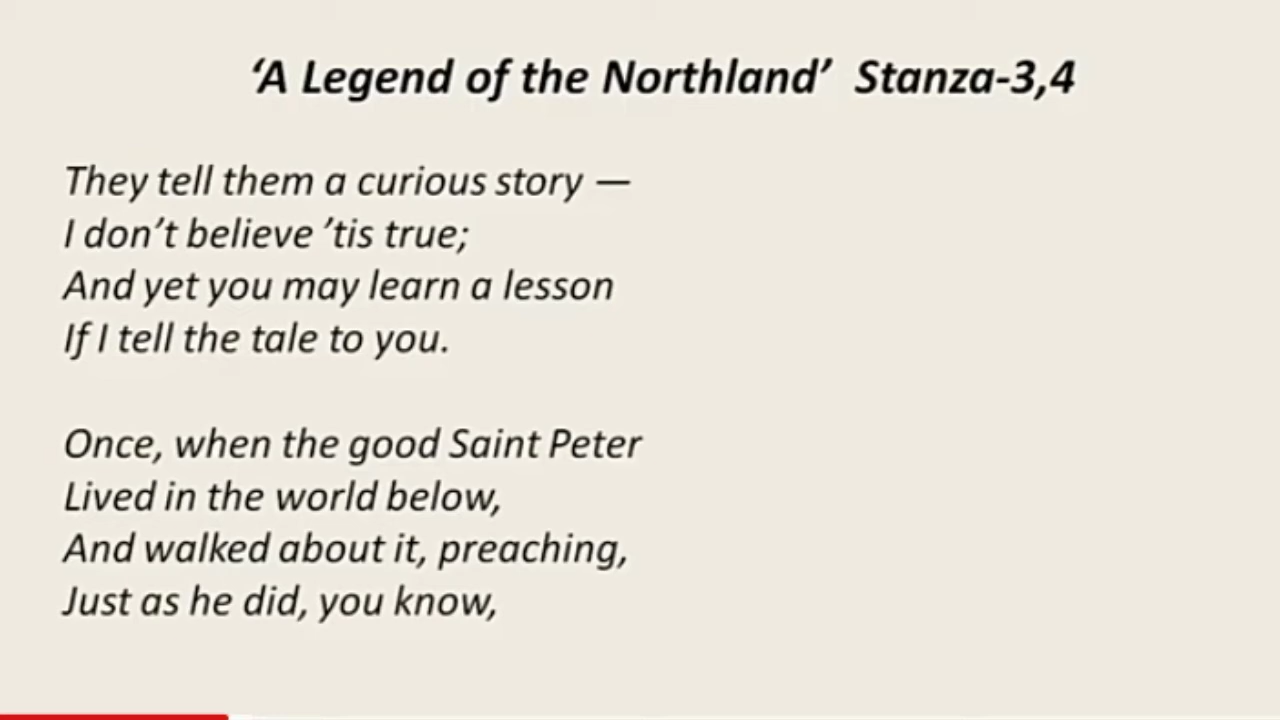 ‘A Legend of the Northland’ Stanza-3,4
They tell them a curious story —
I don’t believe ’tis true;
And yet you may learn a lesson
If I tell the tale to you.
Once, when the good Saint Peter
Lived in the world below,
And walked about it, preaching,
Just as he did, you know,